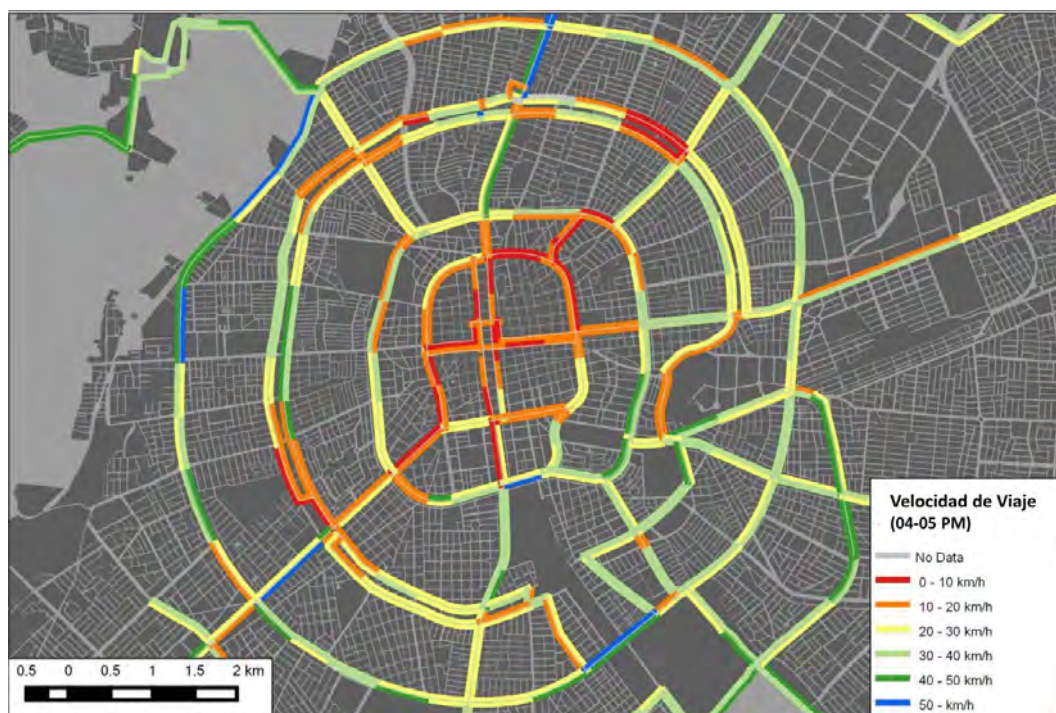 Velocidad de Viaje
(04-05 PM)
No Data
0 - 10 km/h
10 - 20 km/h
20 - 30 km/h
30 - 40 km/h
40 - 50 km/h
50 - km/h
0.5 0 0.5 1 1.5 2 km